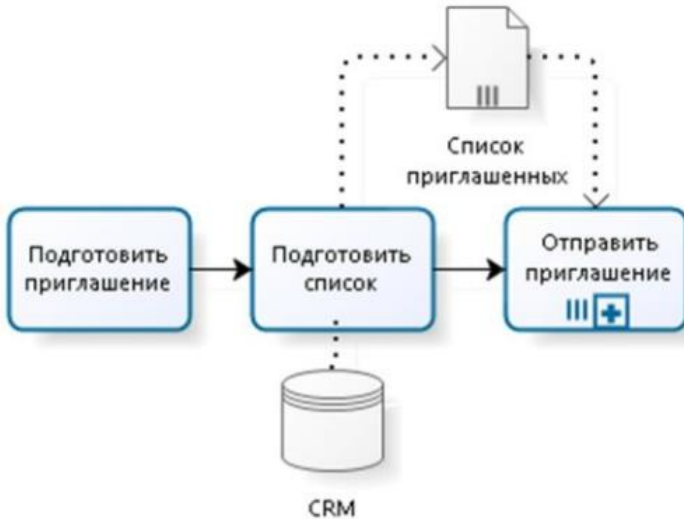 Список
приглашенных
Подготовить
приглашение
Подготовить
список
Отправить
приглашение
CRM